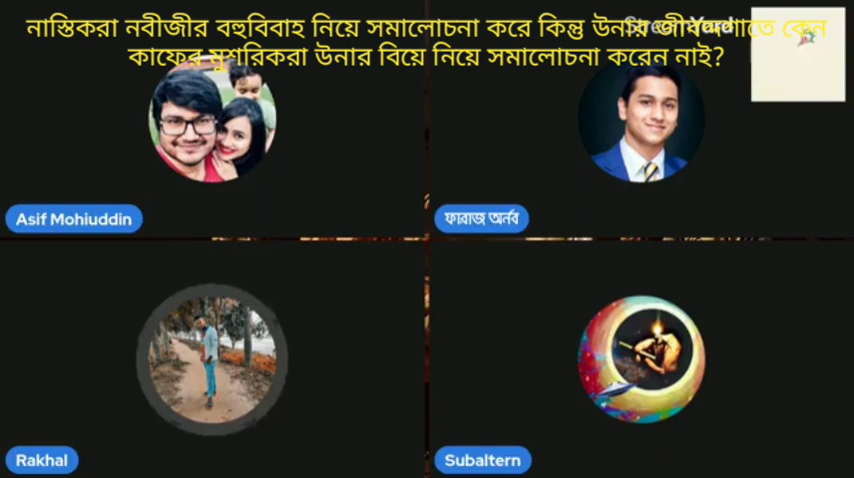 নাস্তিকরা নবীজীর বহুবিবাহ নিয়ে সমালোচনা করে কিন্তু উনার জীবদ্দশাতে কেন
কাফের মুশরিকরা উনার বিয়ে নিয়ে সমালোচনা করেন নাই?
StreamYard
Asif Mohiuddin
ফারাজ অর্নব
Rakhal
Subaltern